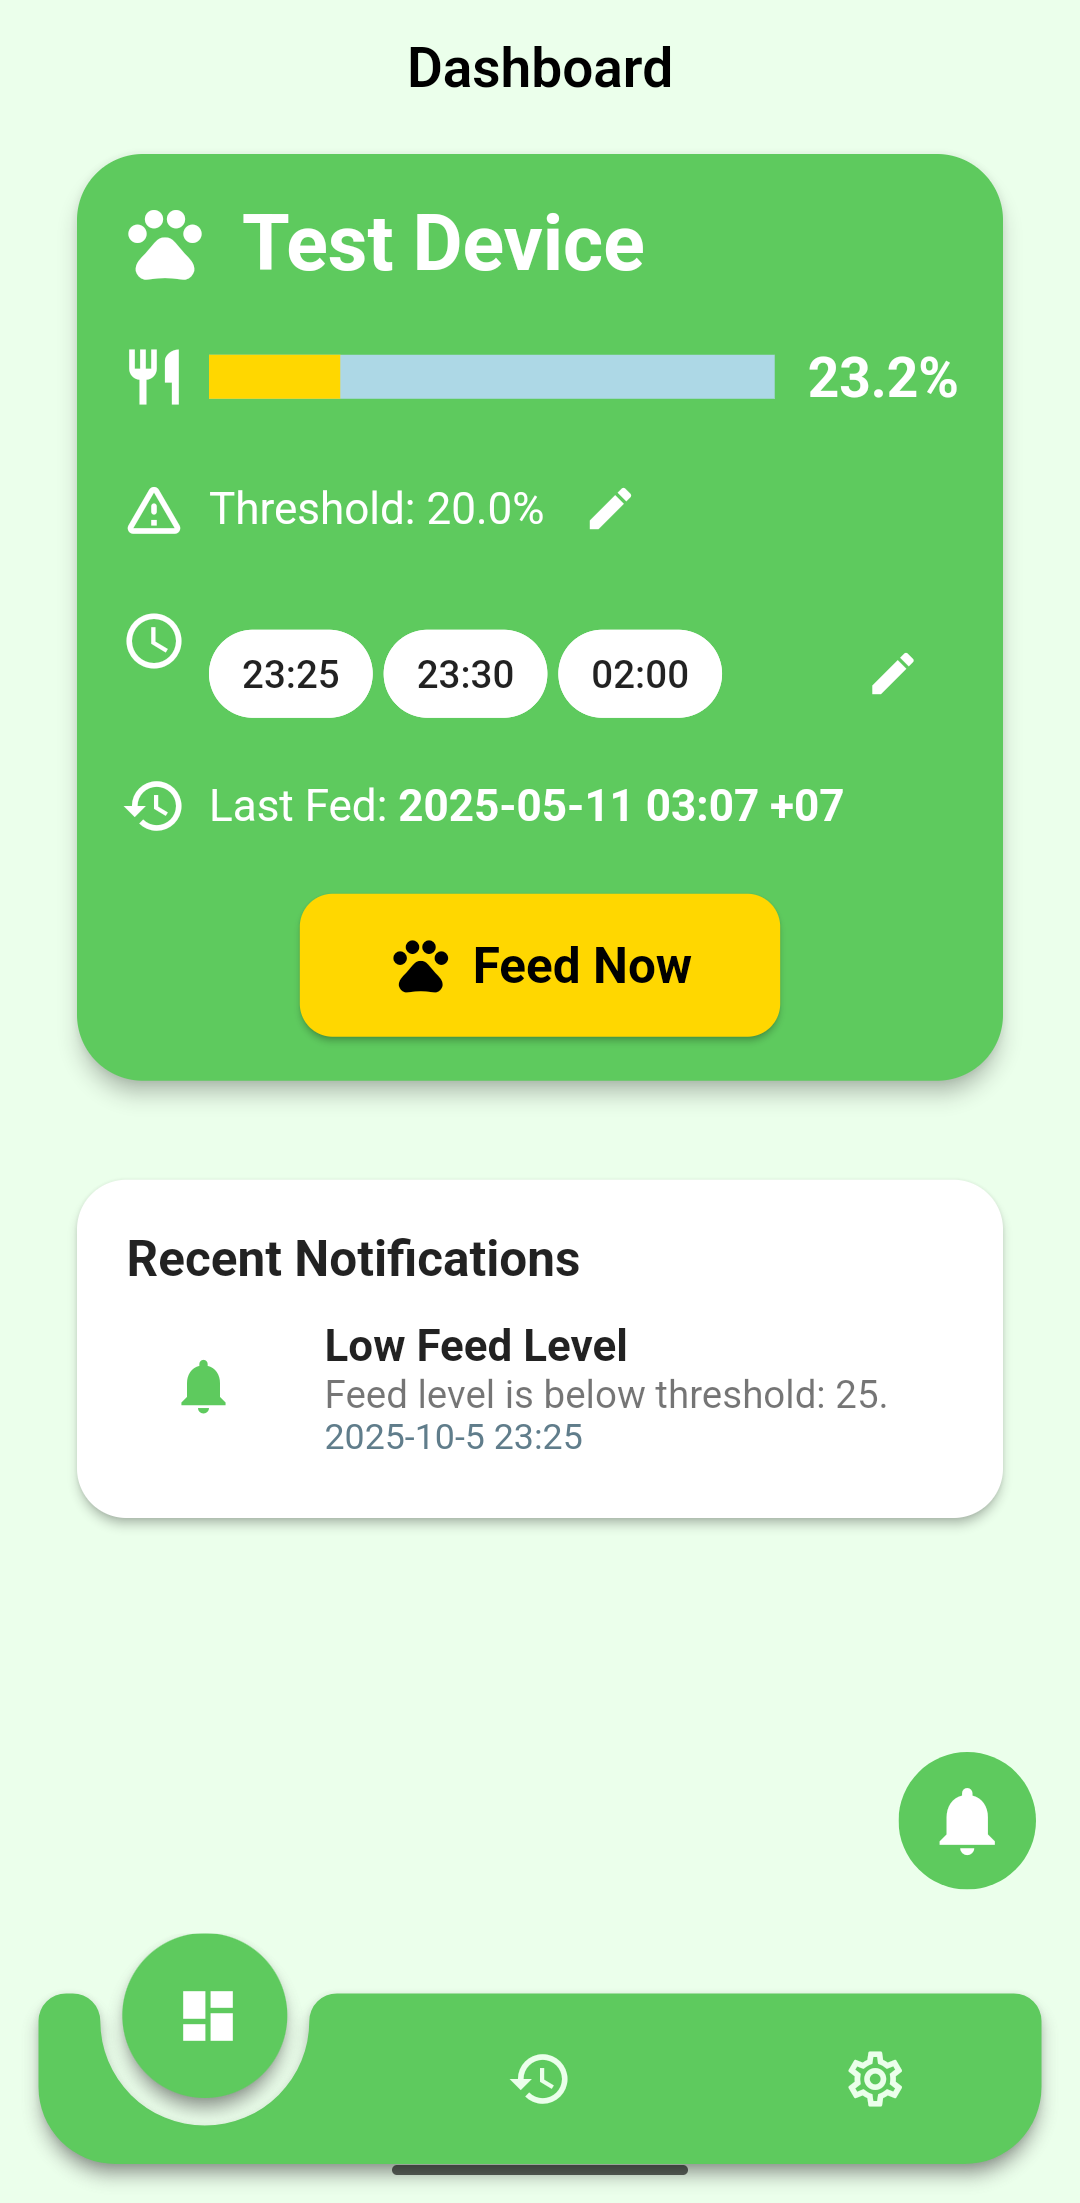 Dashboard
Test Device
23.2%
Threshold: 20.0%
23:25 23:30 02:00
Last Fed: 2025-05-11 03:07 +07
Feed Now
Recent Notifications
Low Feed Level
Feed level is below threshold: 25.
2025-10-5 23:25